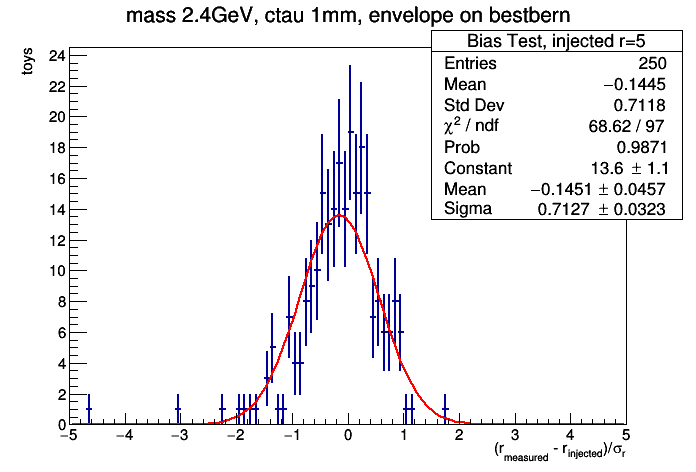 mass 2.4GeV, ctau 1mm, envelope on bestbern
Bias Test, injected r=5
Entries 250
Mean −0.1445
Std Dev 0.7118
χ² / ndf 68.62 / 97
Prob 0.9871
Constant 13.6 ± 1.1
Mean −0.1451 ± 0.0457
Sigma 0.7127 ± 0.0323
toys
24
22
20
18
16
14
12
10
8
6
4
2
0
−5 −4 −3 −2 −1 0 1 2 3 4 5
(r_measured - r_injected)/σ_r